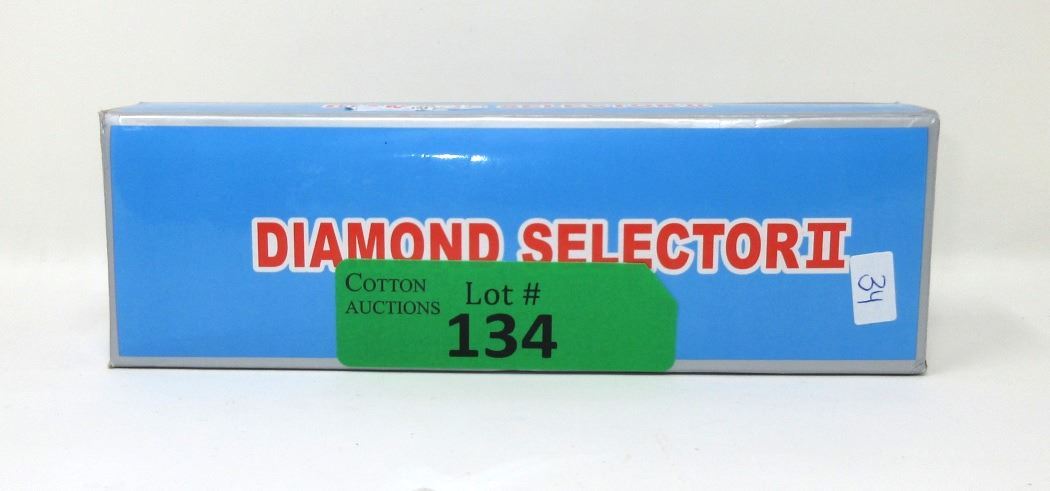 DIAMOND SELECTOR II
COTTON
AUCTIONS
Lot #
134
34